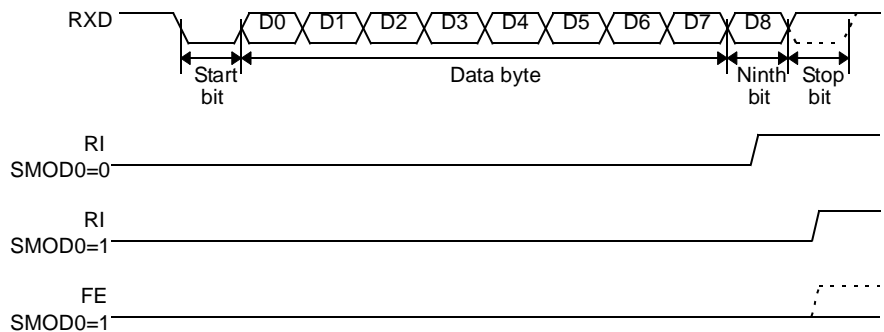 RXD D0 D1 D2 D3 D4 D5 D6 D7 D8
Start bit Data byte Ninth bit Stop bit
RI
SMOD0=0
RI
SMOD0=1
FE
SMOD0=1